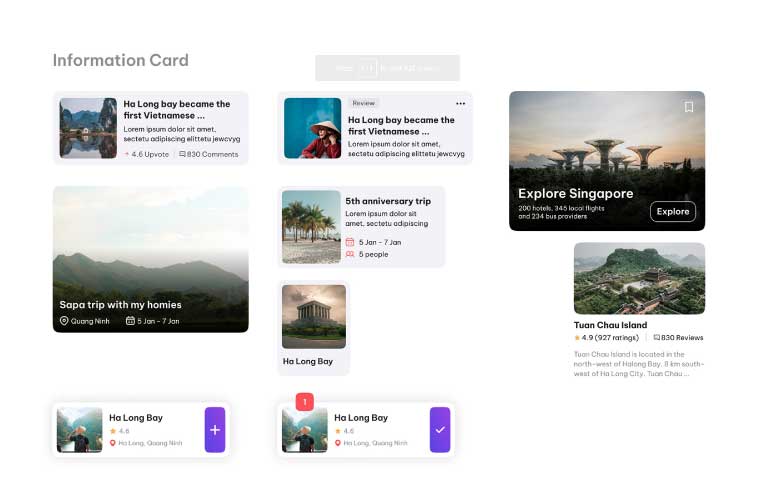 Information Card
Ha Long bay became the
first Vietnamese ...
Lorem ipsum dolor sit amet,
sectetu adipiscing elittetu jewcvyg
4.6 Upvote
830 Comments
Review
Ha Long bay became the
first Vietnamese ...
Lorem ipsum dolor sit amet,
sectetu adipiscing elittetu jewcvyg
Explore Singapore
200 hotels, 345 local flights
and 234 bus providers
Explore
Sapa trip with my homies
Quang Ninh
5 Jan - 7 Jan
5th anniversary trip
Lorem ipsum dolor sit
amet, sectetu adipiscing
5 Jan - 7 Jan
5 people
Ha Long Bay
Tuan Chau Island
4.9 (927 ratings)
830 Reviews
Tuan Chau Island is located in the
north-west of Halong Bay, 8 km south-
west of Ha Long City. Tuan Chau ...
Ha Long Bay
4.6
Ha Long, Quang Ninh
1
Ha Long Bay
4.6
Ha Long, Quang Ninh